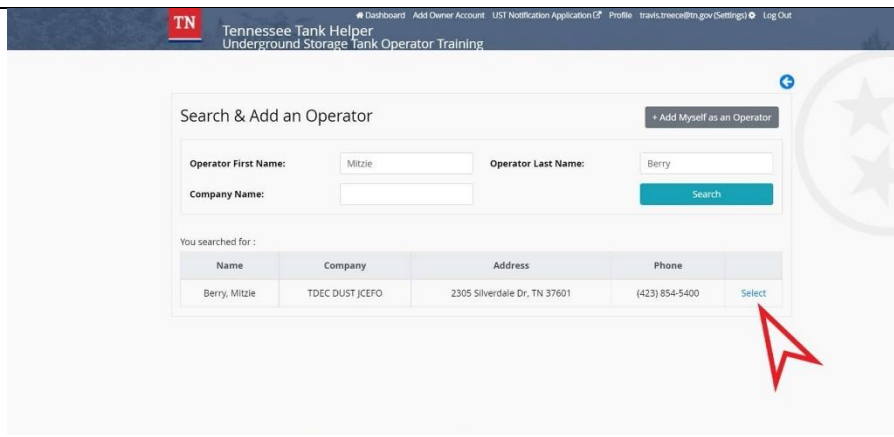 TN
Dashboard Add Owner Account UST Notification Application Profile travis.treece@tn.gov (Settings) Log Out
Tennessee Tank Helper
Underground Storage Tank Operator Training
Search & Add an Operator + Add Myself as an Operator
Operator First Name: Mitzie Operator Last Name: Berry
Company Name: Search
You searched for :
Name Company Address Phone
Berry, Mitzie TDEC DUST JCEFO 2305 Silverdale Dr, TN 37601 (423) 854-5400 Select